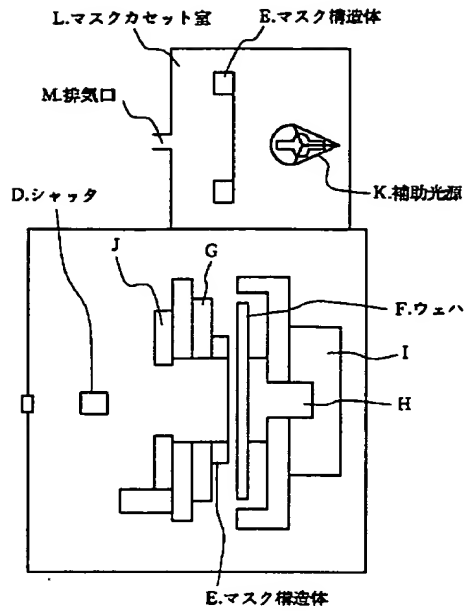 L.マスクカセット室
E.マスク構造体
M.排気口
K.補助光源
D.シャッタ
J
G
F.ウェハ
I
H
E.マスク構造体